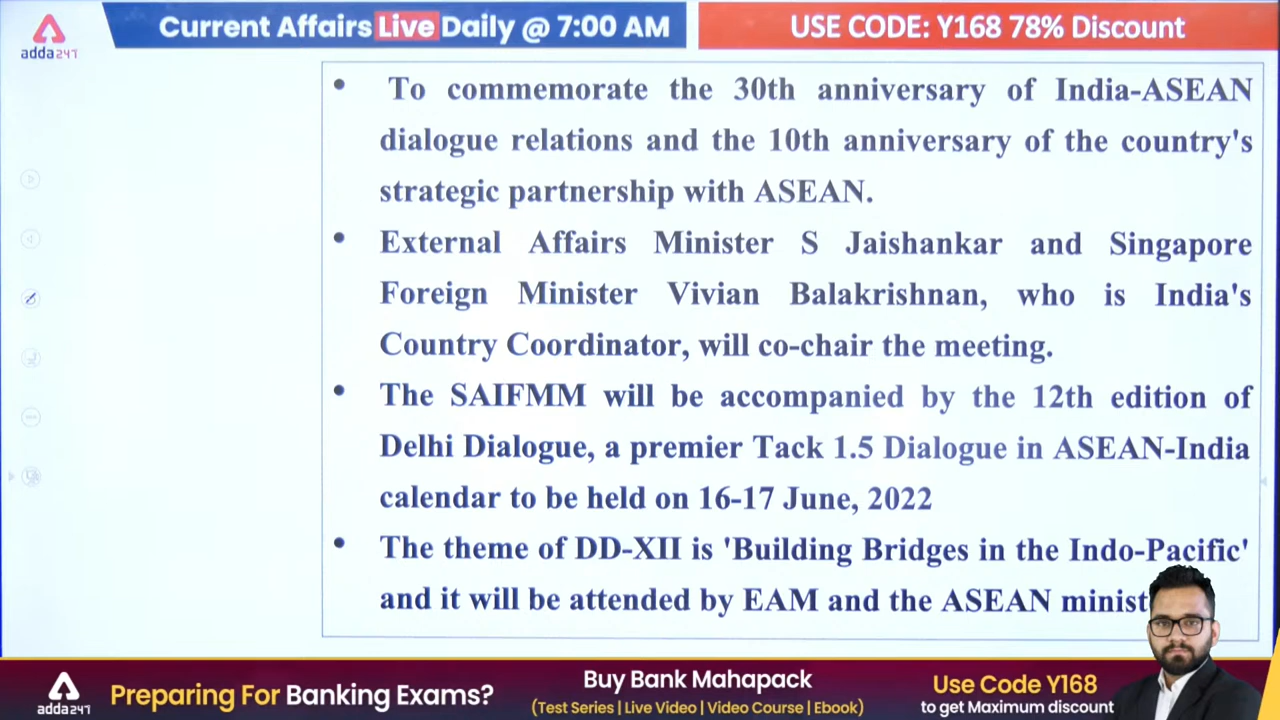 adda247
Current Affairs Live Daily @ 7:00 AM
USE CODE: Y168 78% Discount
• To commemorate the 30th anniversary of India-ASEAN
dialogue relations and the 10th anniversary of the country's
strategic partnership with ASEAN.
• External Affairs Minister S Jaishankar and Singapore
Foreign Minister Vivian Balakrishnan, who is India's
Country Coordinator, will co-chair the meeting.
• The SAIFMM will be accompanied by the 12th edition of
Delhi Dialogue, a premier Tack 1.5 Dialogue in ASEAN-India
calendar to be held on 16-17 June, 2022
• The theme of DD-XII is 'Building Bridges in the Indo-Pacific'
and it will be attended by EAM and the ASEAN minist
adda247
Preparing For Banking Exams?
Buy Bank Mahapack
(Test Series | Live Video | Video Course | Ebook)
Use Code Y168
to get Maximum discount